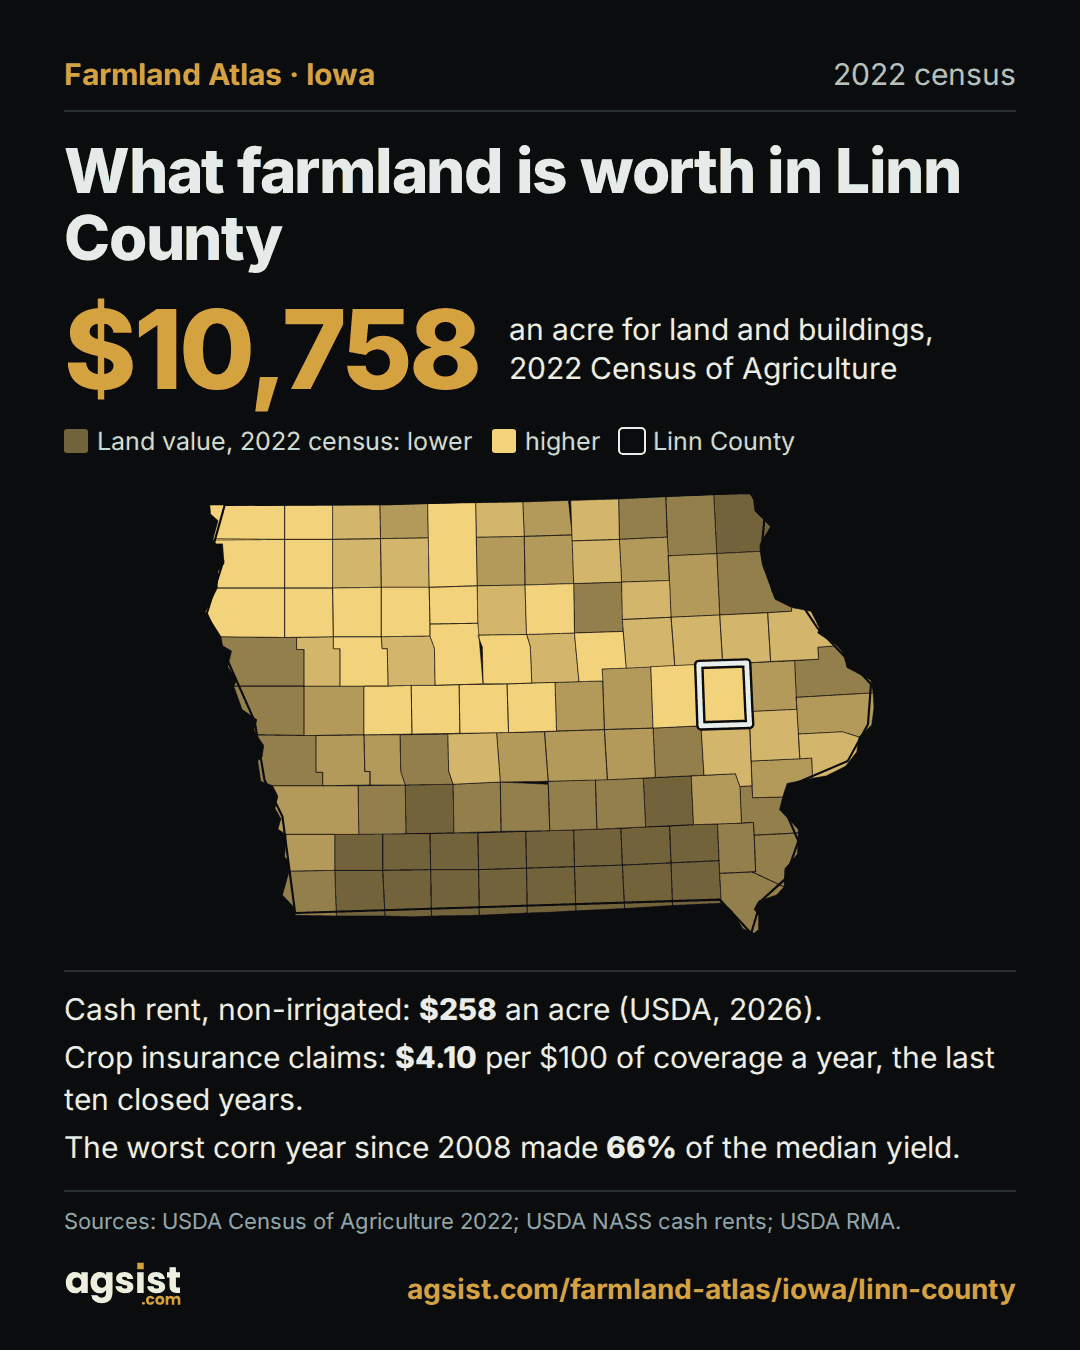 Farmland Atlas · Iowa
2022 census
What farmland is worth in Linn
County
$10,758
an acre for land and buildings,
2022 Census of Agriculture
Land value, 2022 census: lower
higher
Linn County
Cash rent, non-irrigated: $258 an acre (USDA, 2026).
Crop insurance claims: $4.10 per $100 of coverage a year, the last
ten closed years.
The worst corn year since 2008 made 66% of the median yield.
Sources: USDA Census of Agriculture 2022; USDA NASS cash rents; USDA RMA.
agsist
.com
agsist.com/farmland-atlas/iowa/linn-county